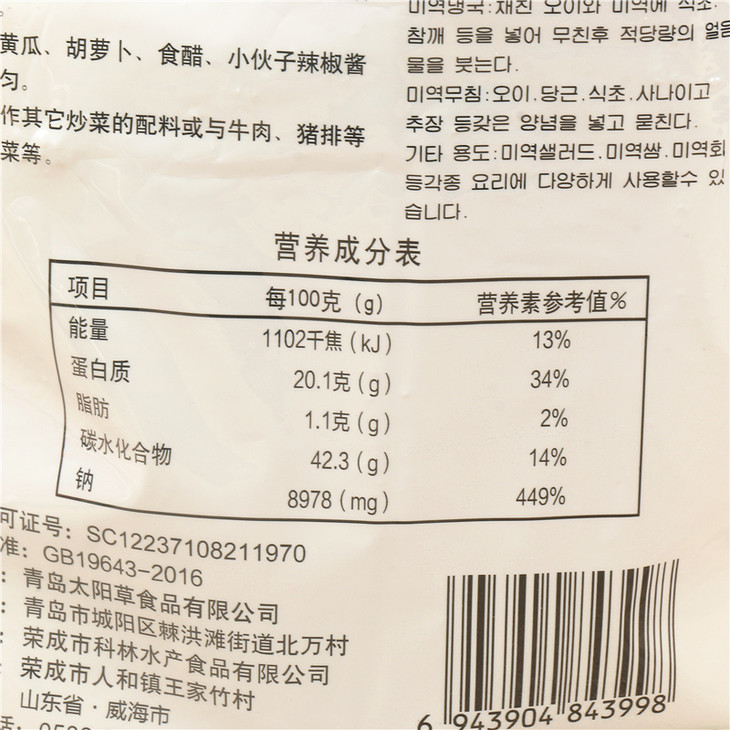 黄瓜、胡萝卜、食醋、小伙子辣椒酱
匀。
作其它炒菜的配料或与牛肉、猪排等
菜等。
미역냉국:채친 오이와 미역에 식초.
참깨 등을 넣어 무친후 적당량의 얼음
물을 붓는다.
미역무침:오이.당근.식초.사나이고
추장 등갖은 양념을 넣고 묻친다.
기타 용도:미역샐러드.미역쌈.미역회
등각종 요리에 다양하게 사용할수 있
습니다.
营养成分表
项目 每100克(g) 营养素参考值%
能量 1102千焦(kJ) 13%
蛋白质 20.1克(g) 34%
脂肪 1.1克(g) 2%
碳水化合物 42.3(g) 14%
钠 8978(mg) 449%
可证号: SC12237108211970
准: GB19643-2016
: 青岛太阳草食品有限公司
: 青岛市城阳区棘洪滩街道北万村
: 荣成市科林水产食品有限公司
: 荣成市人和镇王家竹村
山东省·威海市
话:
6 943904 843998